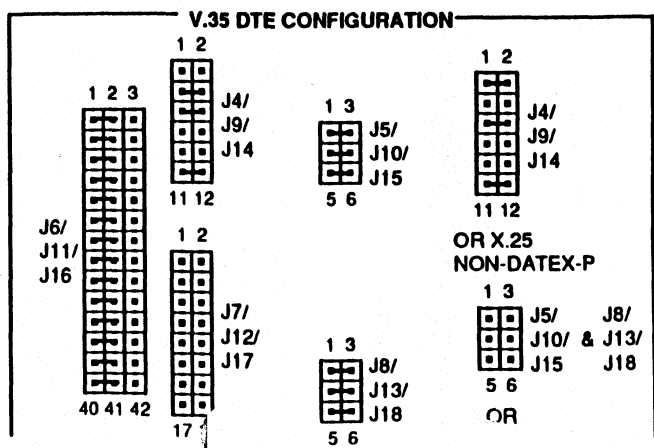 V.35 DTE CONFIGURATION
1 2
J4/
J9/
J14
11 12
1 2 3
J6/
J11/
J16
40 41 42
1 2
J7/
J12/
J17
17
1 3
J5/
J10/
J15
5 6
1 3
J8/
J13/
J18
5 6
1 2
J4/
J9/
J14
11 12
OR X.25
NON-DATEX-P
1 3
J5/ J8/
J10/ & J13/
J15 J18
5 6
OR